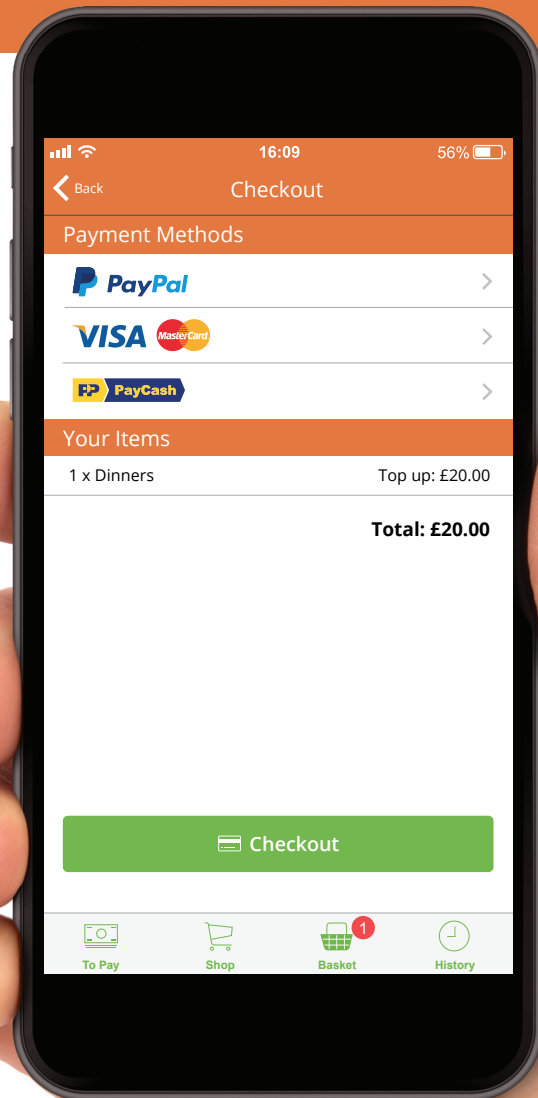 16:09 56%
Back Checkout
Payment Methods
PayPal
VISA MasterCard
PP PayCash
Your Items
1 x Dinners Top up: £20.00
Total: £20.00
Checkout
1
To Pay Shop Basket History